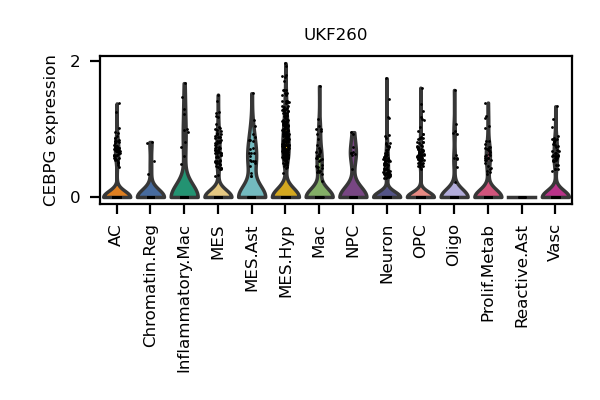 UKF260
CEBPG expression
2
0
AC
Chromatin.Reg
Inflammatory.Mac
MES
MES.Ast
MES.Hyp
Mac
NPC
Neuron
OPC
Oligo
Prolif.Metab
Reactive.Ast
Vasc